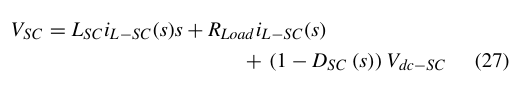 V_{SC} = L_{SC} i_{L-SC}(s)s + R_{Load} i_{L-SC}(s)
+ (1 − D_{SC} (s)) V_{dc-SC} (27)